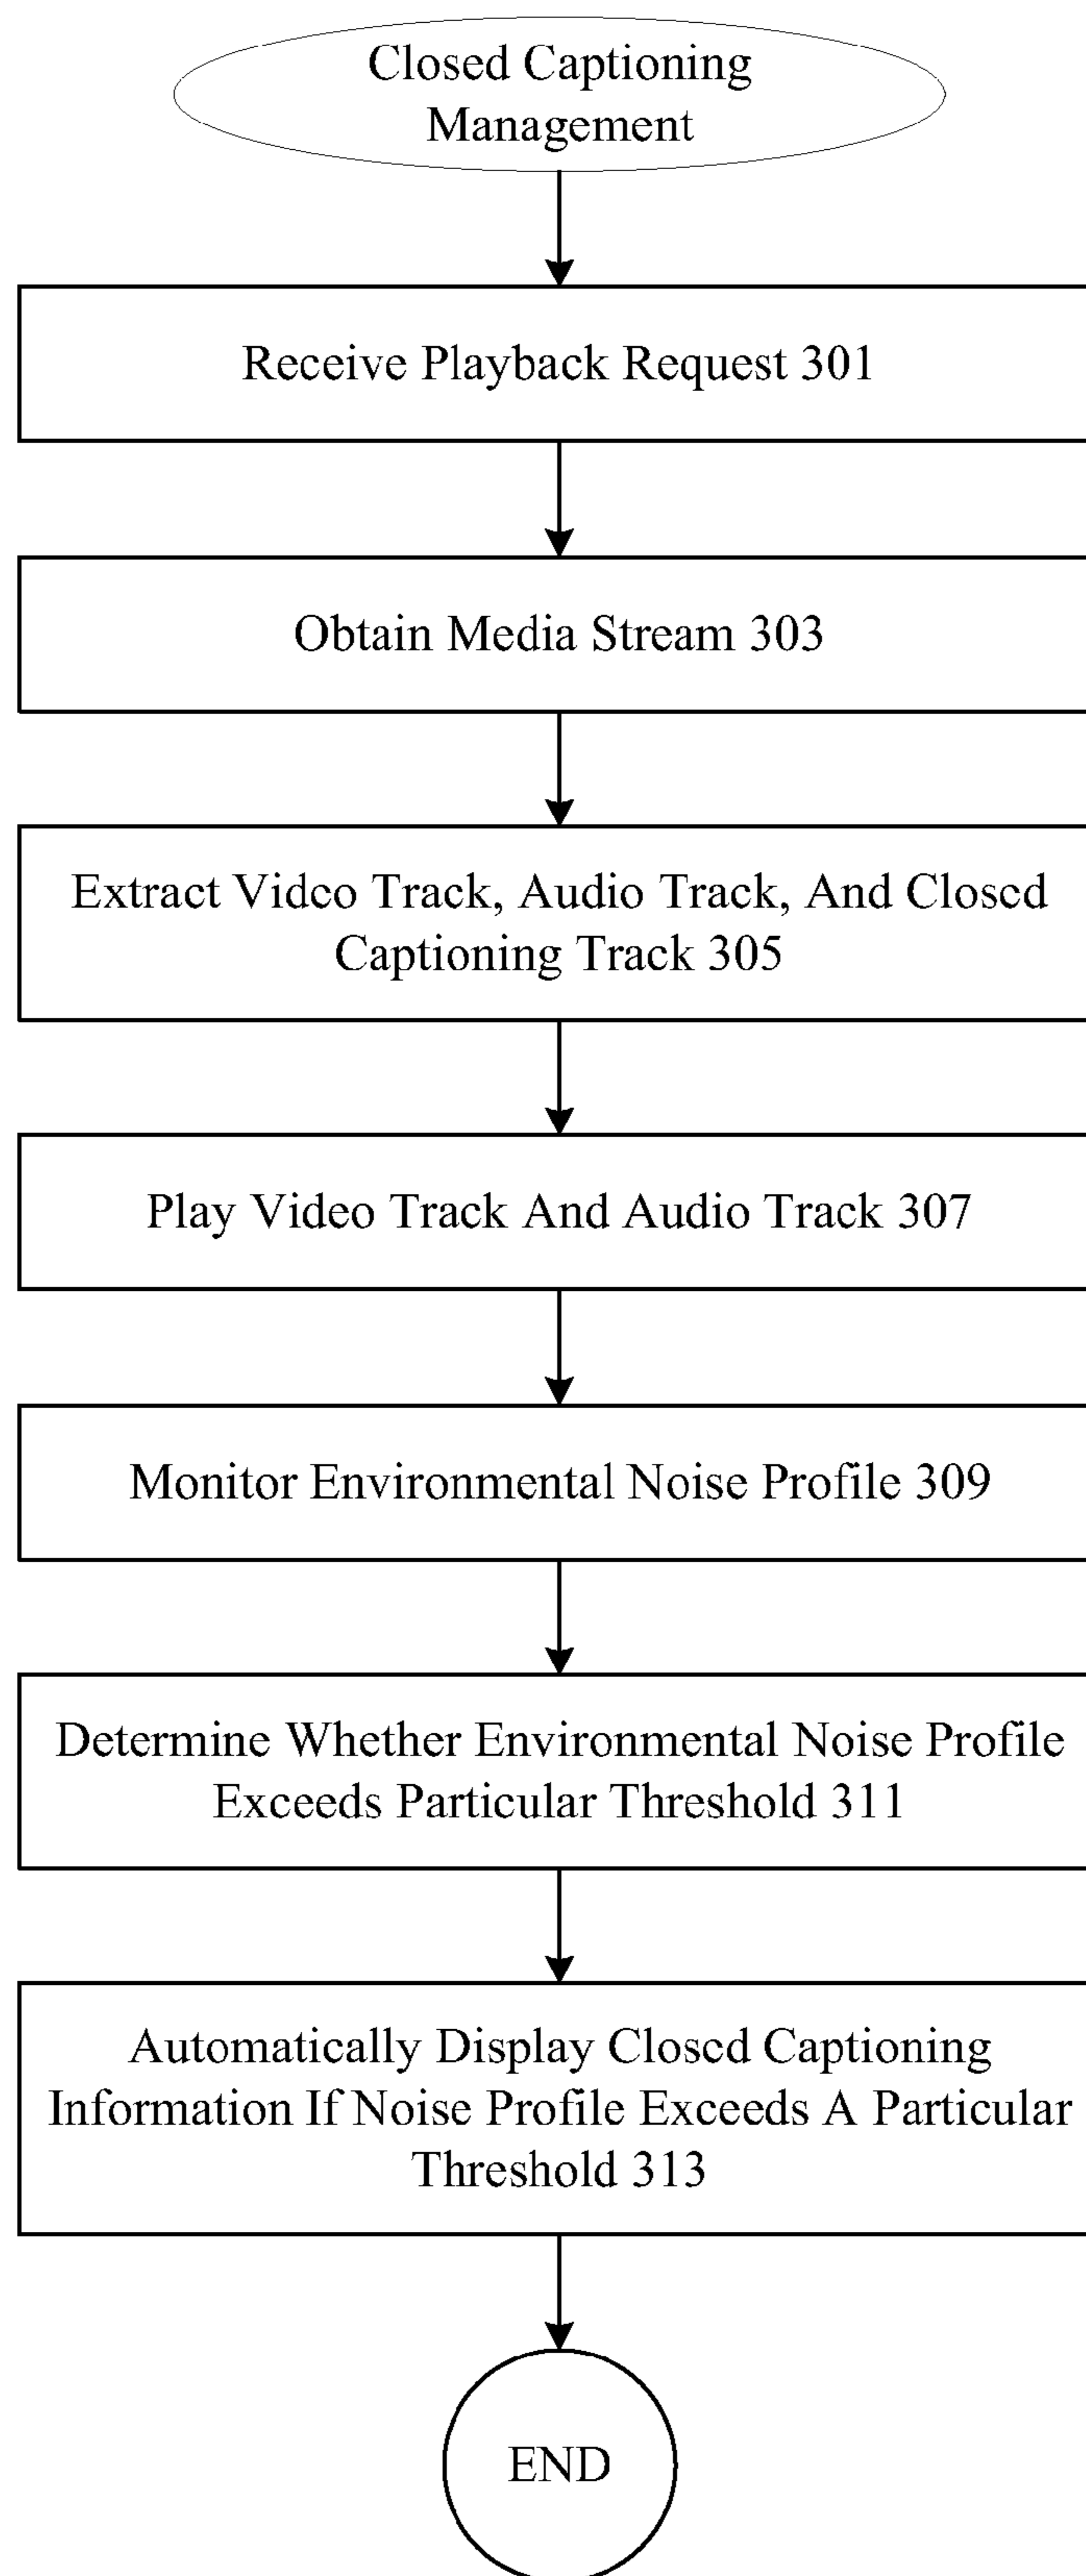 Closed Captioning
Management
Receive Playback Request 301
Obtain Media Stream 303
Extract Video Track, Audio Track, And Closed
Captioning Track 305
Play Video Track And Audio Track 307
Monitor Environmental Noise Profile 309
Determine Whether Environmental Noise Profile
Exceeds Particular Threshold 311
Automatically Display Closed Captioning
Information If Noise Profile Exceeds A Particular
Threshold 313
END